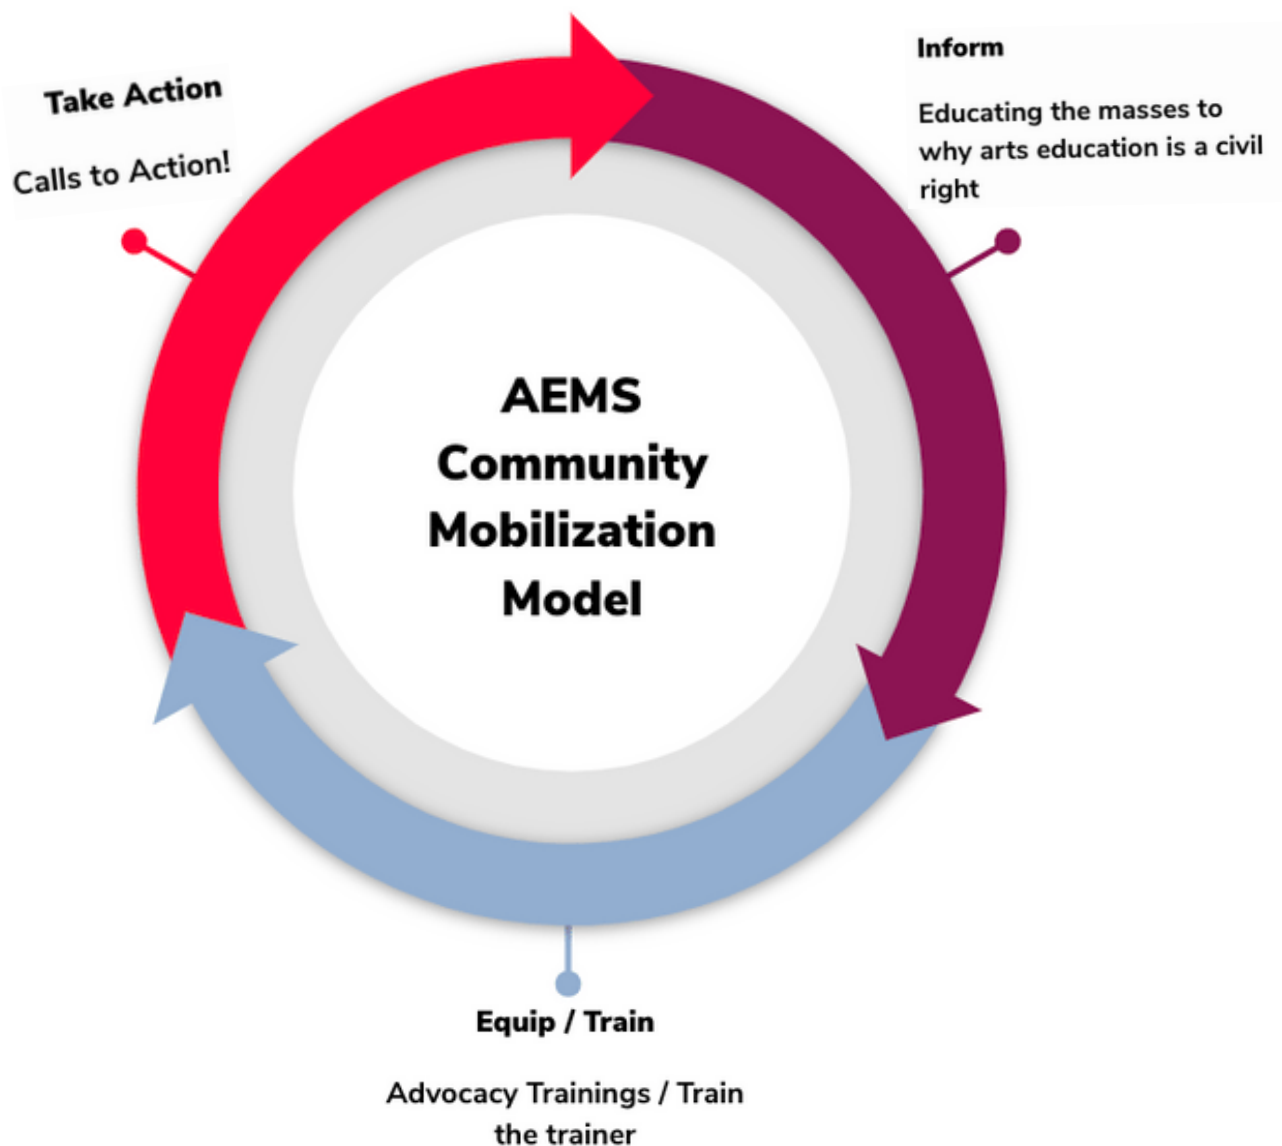 Take Action
Calls to Action!
Inform
Educating the masses to
why arts education is a civil
right
AEMS
Community
Mobilization
Model
Equip / Train
Advocacy Trainings / Train
the trainer